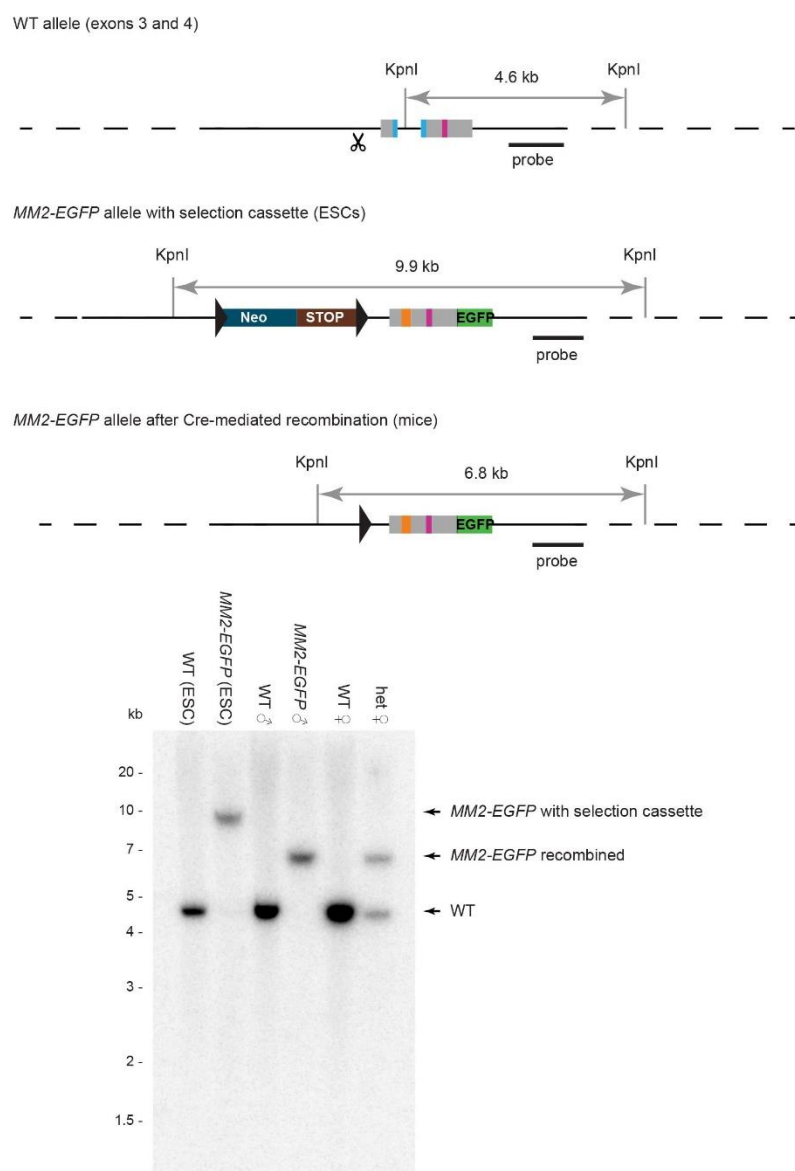 WT allele (exons 3 and 4)
KpnI 4.6 kb KpnI
probe
MM2-EGFP allele with selection cassette (ESCs)
KpnI 9.9 kb KpnI
Neo STOP EGFP
probe
MM2-EGFP allele after Cre-mediated recombination (mice)
KpnI 6.8 kb KpnI
EGFP
probe
WT (ESC)
MM2-EGFP (ESC)
WT ♂
MM2-EGFP ♂
WT ♀
het ♀
kb
20 -
10 - MM2-EGFP with selection cassette
7 - MM2-EGFP recombined
5 -
WT
4 -
3 -
2 -
1.5 -